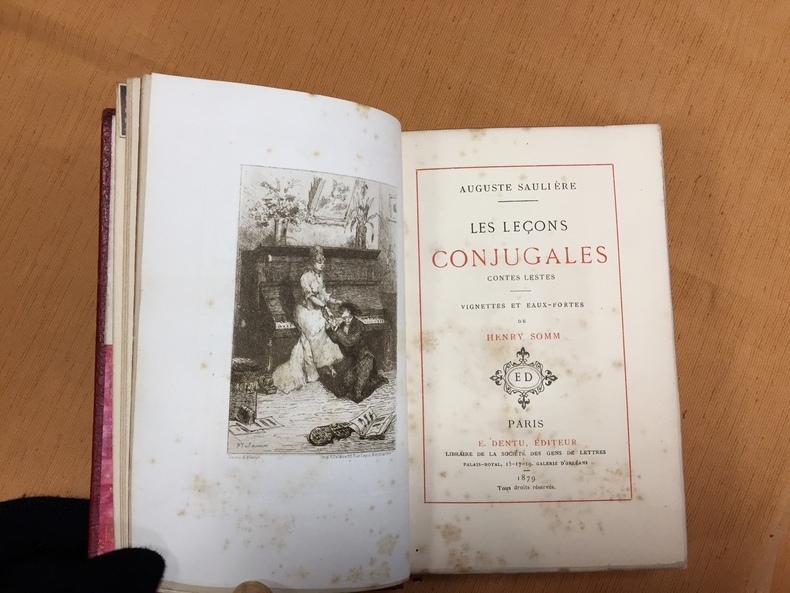 AUGUSTE SAULIÈRE
LES LEÇONS
CONJUGALES
CONTES LESTES
VIGNETTES ET EAUX-FORTES
DE
HENRY SOMM
ED
PARIS
E. DENTU, ÉDITEUR
LIBRAIRE DE LA SOCIÉTÉ DES GENS DE LETTRES
PALAIS-ROYAL, 15-17-19, GALERIE D'ORLÉANS
1879
Tous droits réservés.